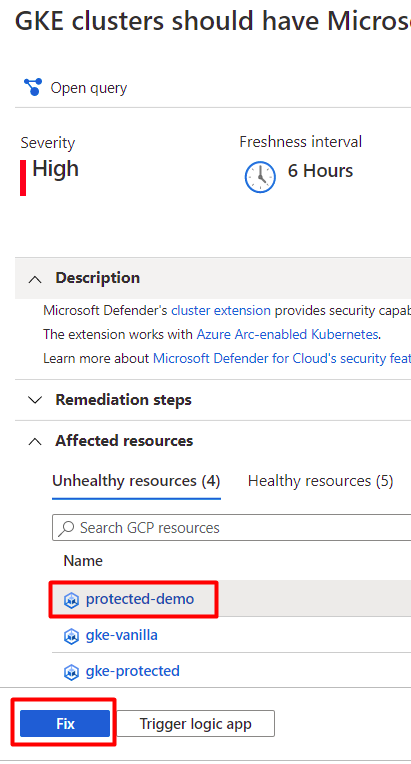 GKE clusters should have Micros
Open query
Severity
High
Freshness interval
6 Hours
Description
Microsoft Defender's cluster extension provides security capab
The extension works with Azure Arc-enabled Kubernetes.
Learn more about Microsoft Defender for Cloud's security feat
Remediation steps
Affected resources
Unhealthy resources (4) Healthy resources (5)
Search GCP resources
Name
protected-demo
gke-vanilla
gke-protected
Fix Trigger logic app